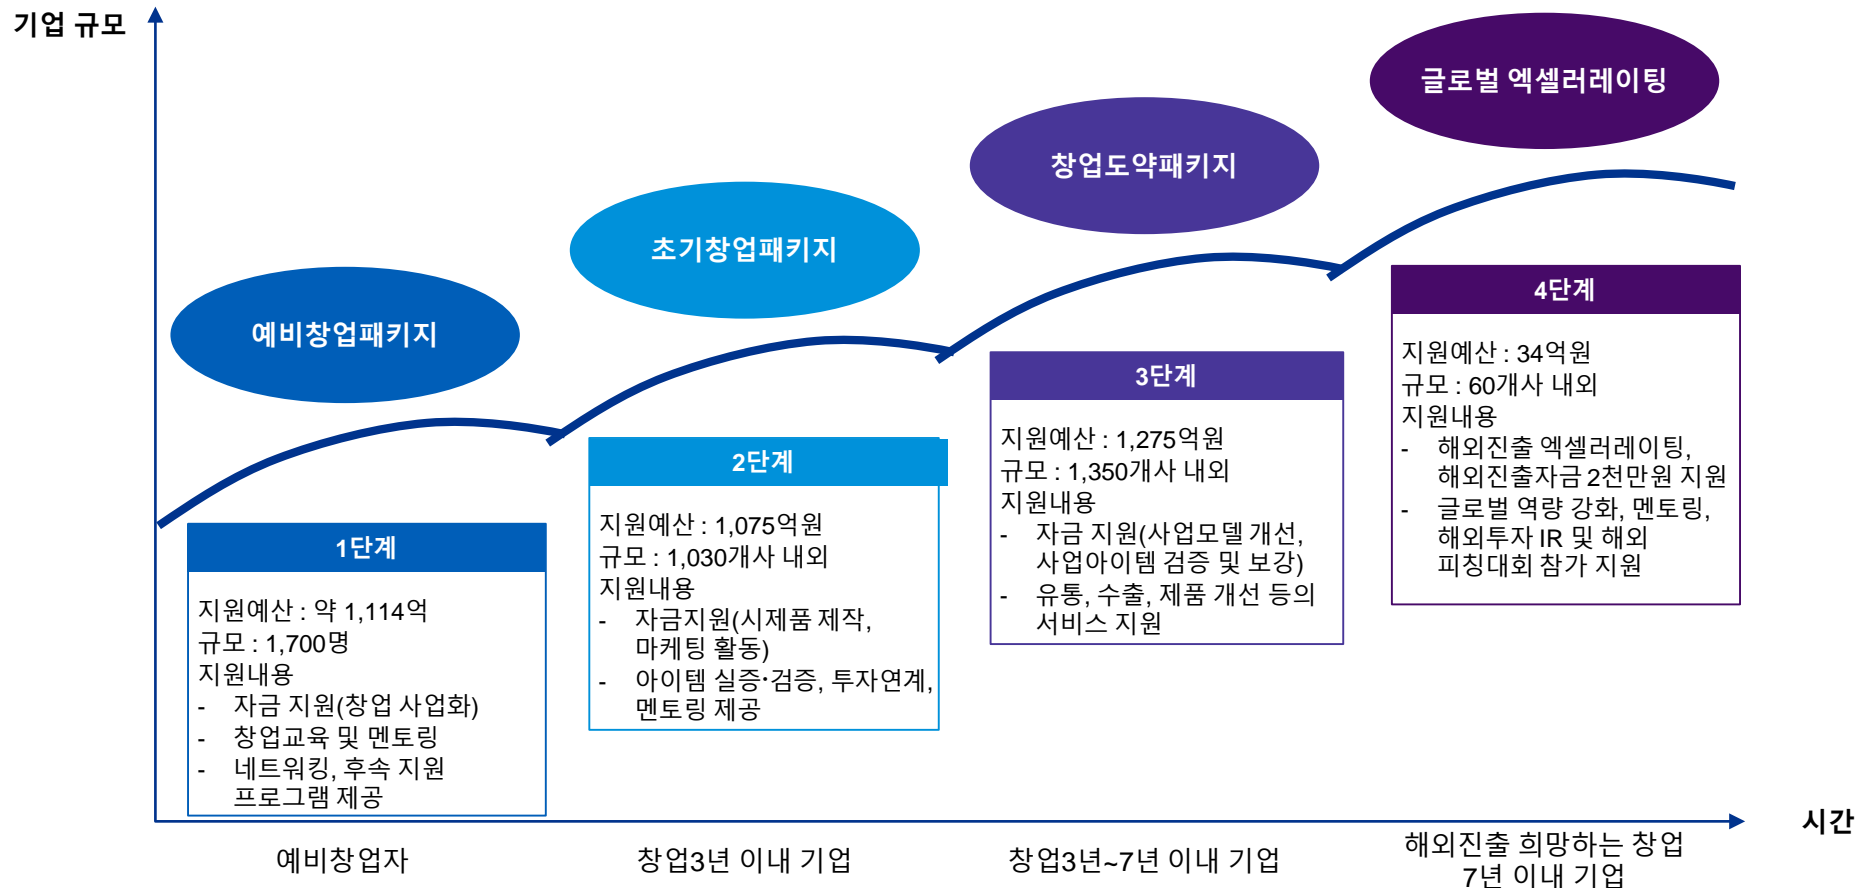 기업 규모
글로벌 엑셀러레이팅
창업도약패키지
초기창업패키지
예비창업패키지
1단계
지원예산 : 약 1,114억
규모 : 1,700명
지원내용
- 자금 지원(창업 사업화)
- 창업교육 및 멘토링
- 네트워킹, 후속 지원
프로그램 제공
2단계
지원예산 : 1,075억원
규모 : 1,030개사 내외
지원내용
- 자금지원(시제품 제작,
마케팅 활동)
- 아이템 실증·검증, 투자연계,
멘토링 제공
3단계
지원예산 : 1,275억원
규모 : 1,350개사 내외
지원내용
- 자금 지원(사업모델 개선,
사업아이템 검증 및 보강)
- 유통, 수출, 제품 개선 등의
서비스 지원
4단계
지원예산 : 34억원
규모 : 60개사 내외
지원내용
- 해외진출 엑셀러레이팅,
해외진출자금 2천만원 지원
- 글로벌 역량 강화, 멘토링,
해외투자 IR 및 해외
피칭대회 참가 지원
시간
예비창업자
창업3년 이내 기업
창업3년~7년 이내 기업
해외진출 희망하는 창업
7년 이내 기업